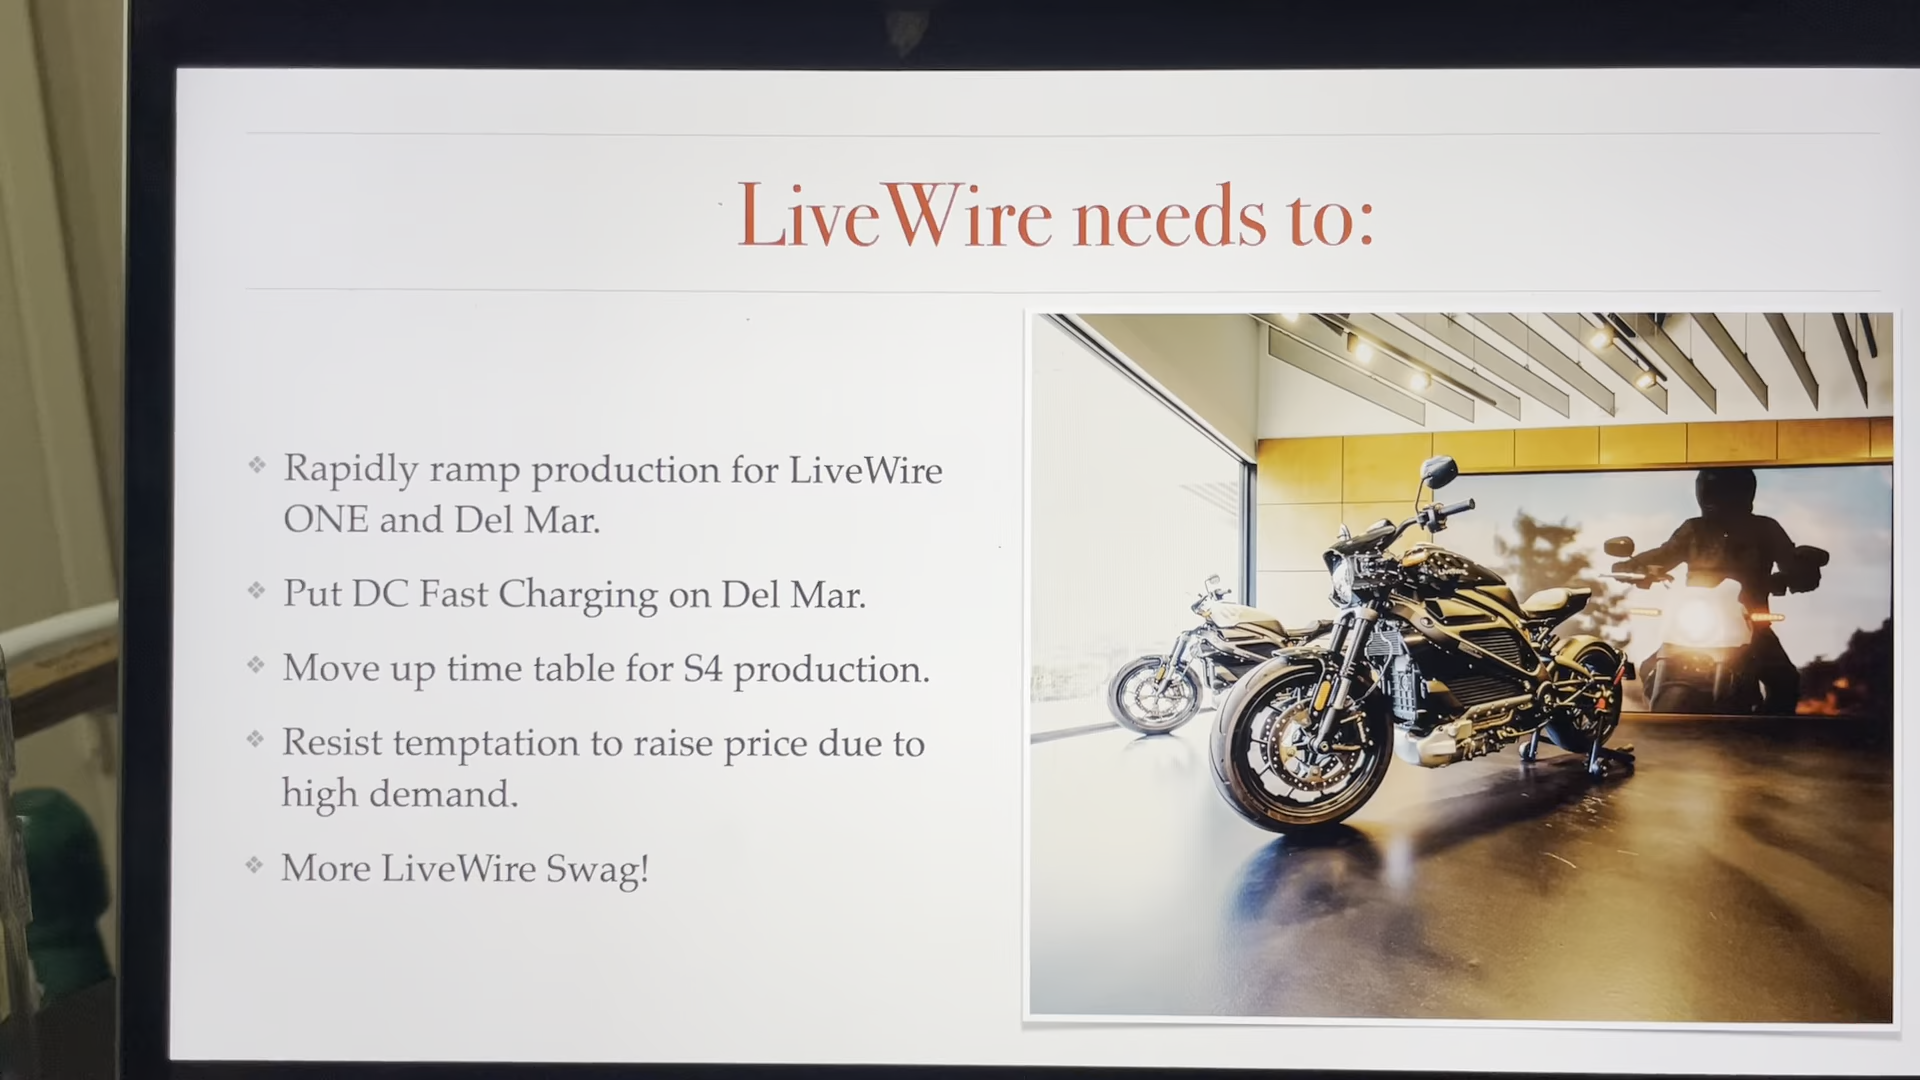 LiveWire needs to:
❖ Rapidly ramp production for LiveWire
ONE and Del Mar.
❖ Put DC Fast Charging on Del Mar.
❖ Move up time table for S4 production.
❖ Resist temptation to raise price due to
high demand.
❖ More LiveWire Swag!